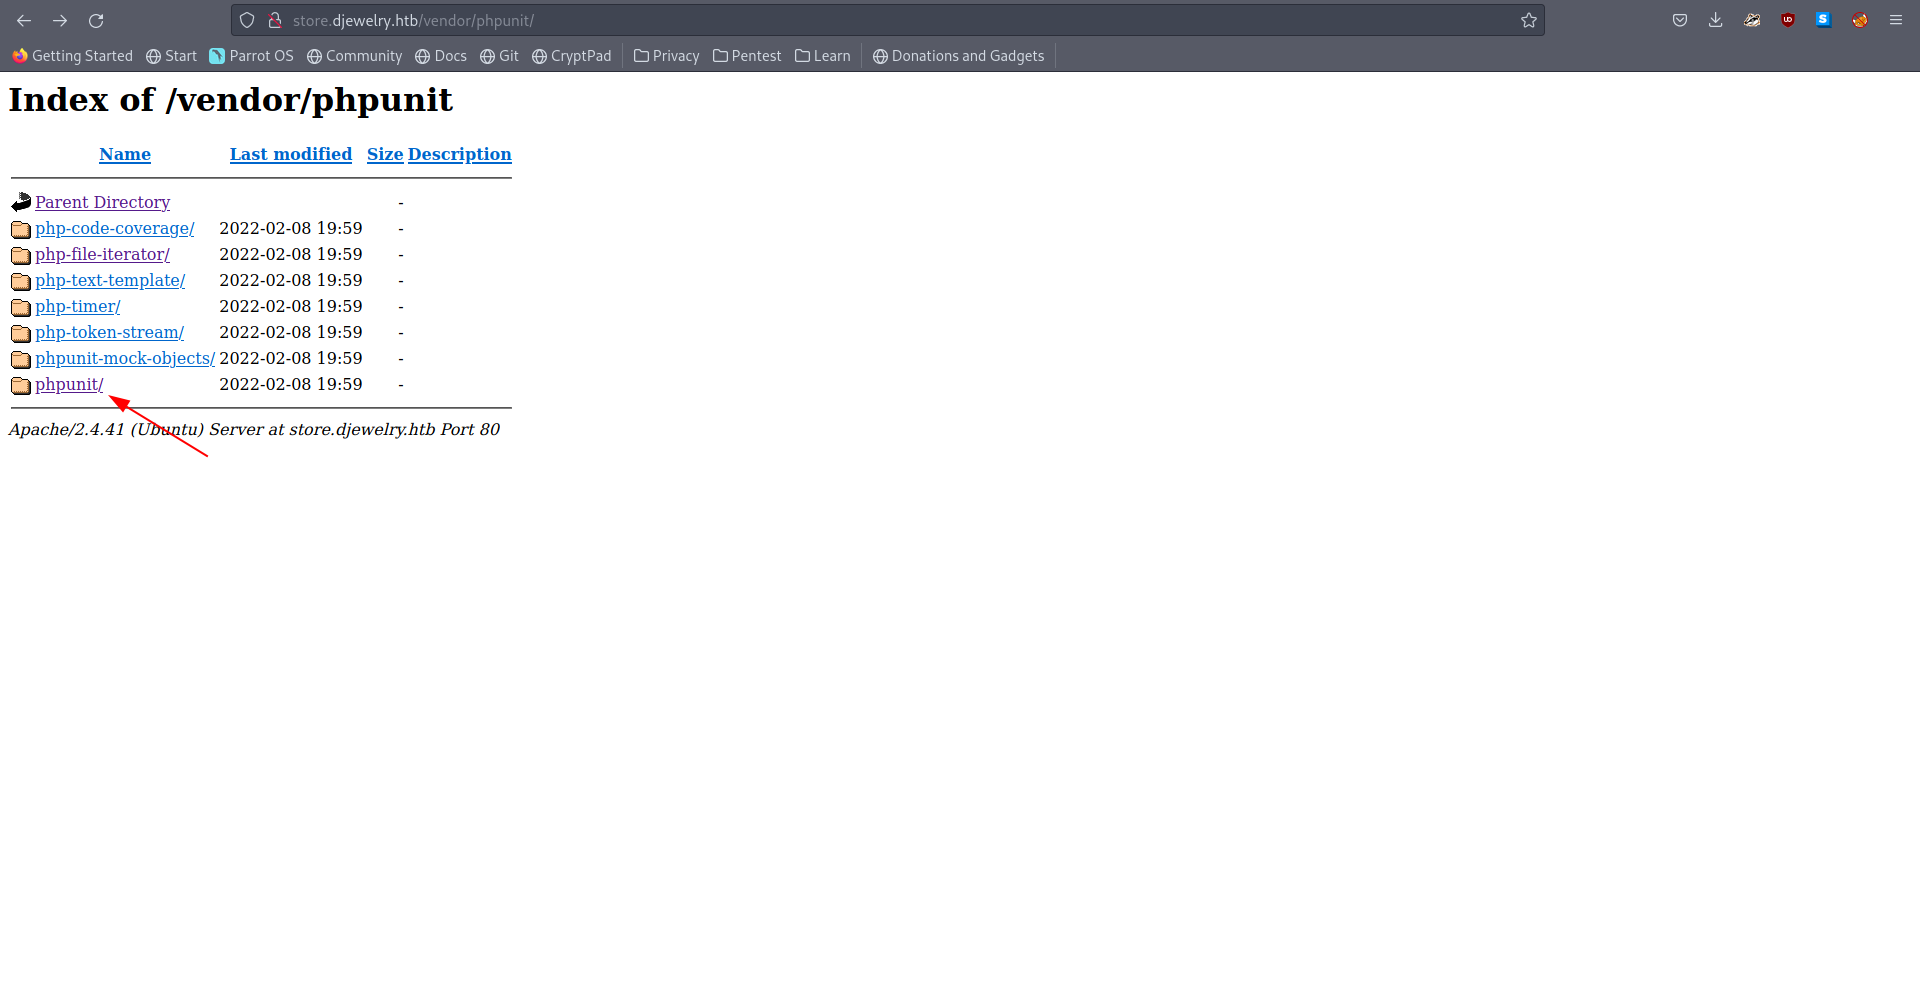 store.djewelry.htb/vendor/phpunit/
Getting Started Start Parrot OS Community Docs Git CryptPad Privacy Pentest Learn Donations and Gadgets
Index of /vendor/phpunit
Name Last modified Size Description
Parent Directory -
php-code-coverage/ 2022-02-08 19:59 -
php-file-iterator/ 2022-02-08 19:59 -
php-text-template/ 2022-02-08 19:59 -
php-timer/ 2022-02-08 19:59 -
php-token-stream/ 2022-02-08 19:59 -
phpunit-mock-objects/ 2022-02-08 19:59 -
phpunit/ 2022-02-08 19:59 -
Apache/2.4.41 (Ubuntu) Server at store.djewelry.htb Port 80